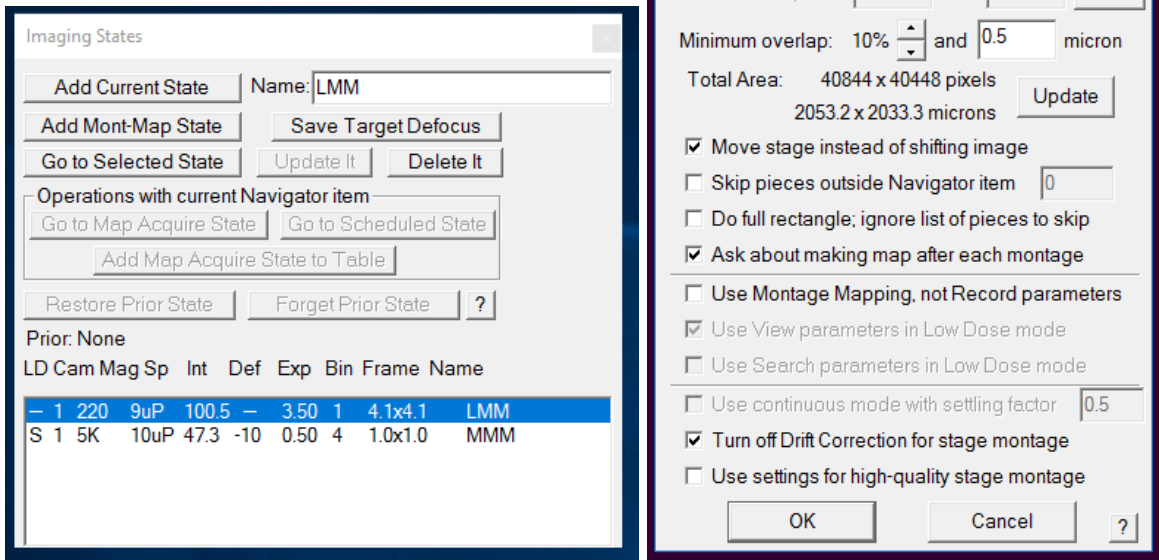 Imaging States
x
Add Current State Name: LMM
Add Mont-Map State Save Target Defocus
Go to Selected State Update It Delete It
Operations with current Navigator item
Go to Map Acquire State Go to Scheduled State
Add Map Acquire State to Table
Restore Prior State Forget Prior State ?
Prior: None
LD Cam Mag Sp Int Def Exp Bin Frame Name
– 1 220 9uP 100.5 – 3.50 1 4.1x4.1 LMM
S 1 5K 10uP 47.3 -10 0.50 4 1.0x1.0 MMM
Minimum overlap: 10% and 0.5 micron
Total Area: 40844 x 40448 pixels
2053.2 x 2033.3 microns
Update
Move stage instead of shifting image
Skip pieces outside Navigator item 0
Do full rectangle; ignore list of pieces to skip
Ask about making map after each montage
Use Montage Mapping, not Record parameters
Use View parameters in Low Dose mode
Use Search parameters in Low Dose mode
Use continuous mode with settling factor 0.5
Turn off Drift Correction for stage montage
Use settings for high-quality stage montage
OK Cancel ?